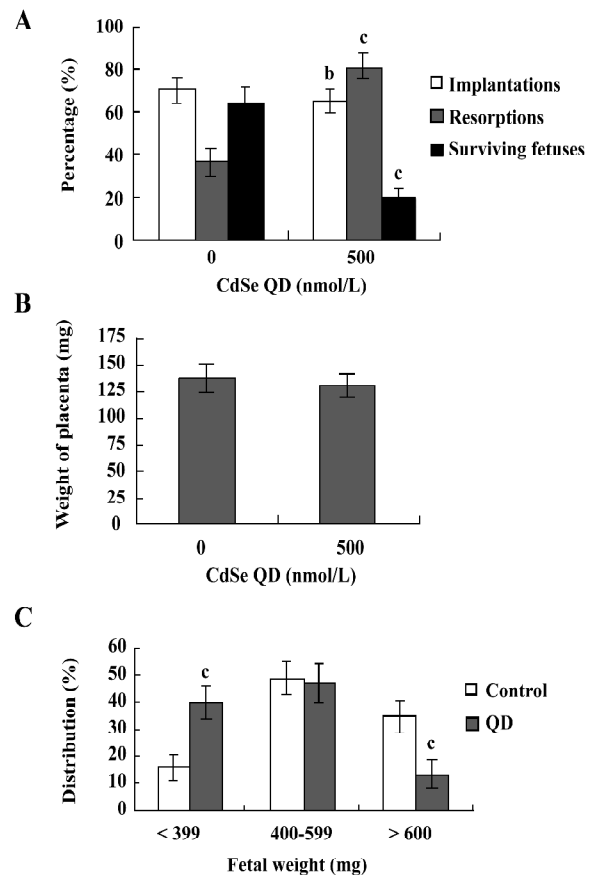 A
Percentage (%)
100
80
60
40
20
0
b
c
c
Implantations
Resorptions
Surviving fetuses
0
500
CdSe QD (nmol/L)
B
Weight of placenta (mg)
175
150
125
100
75
50
25
0
0
500
CdSe QD (nmol/L)
C
Distribution (%)
60
50
40
30
20
10
0
c
c
Control
QD
< 399
400-599
> 600
Fetal weight (mg)